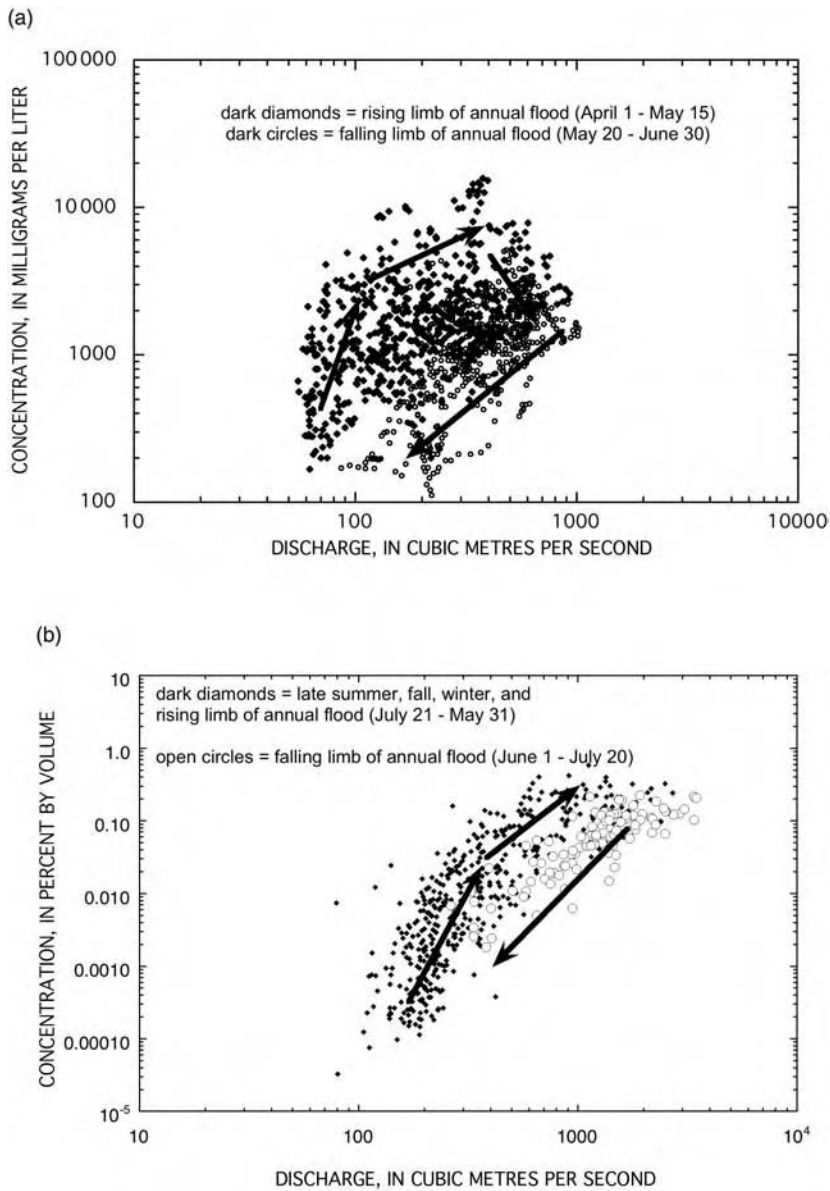 (a)
100000
dark diamonds = rising limb of annual flood (April 1 - May 15)
dark circles = falling limb of annual flood (May 20 - June 30)
10000
CONCENTRATION, IN MILLIGRAMS PER LITER
1000
100
10 100 1000 10000
DISCHARGE, IN CUBIC METRES PER SECOND
(b)
10
dark diamonds = late summer, fall, winter, and
rising limb of annual flood (July 21 - May 31)
1.0
open circles = falling limb of annual flood (June 1 - July 20)
0.10
CONCENTRATION, IN PERCENT BY VOLUME
0.010
0.0010
0.00010
10⁻⁵
10 100 1000 10⁴
DISCHARGE, IN CUBIC METRES PER SECOND